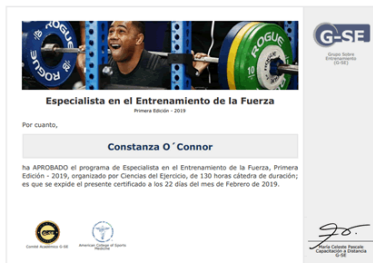 G-SE
Grupo Sobre
Entrenamiento
(G-SE)
ROGUE
ROGUE
Especialista en el Entrenamiento de la Fuerza
Primera Edición - 2019
Por cuanto,
Constanza O´Connor
ha APROBADO el programa de Especialista en el Entrenamiento de la Fuerza, Primera
Edición - 2019, organizado por Ciencias del Ejercicio, de 130 horas cátedra de duración;
es que se expide el presente certificado a los 22 días del mes de Febrero de 2019.
Comité Académico G-SE
American College of Sports
Medicine
María Celeste Pascale
Capacitación a Distancia
G-SE